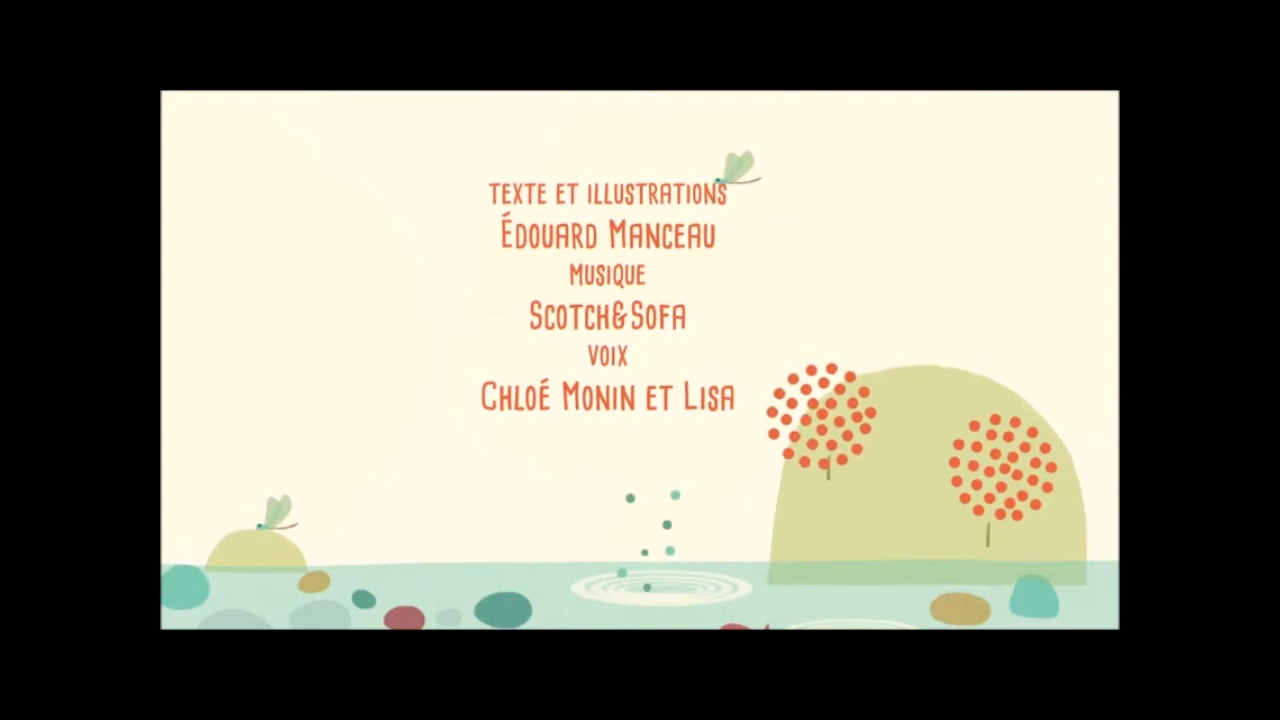 TEXTE ET ILLUSTRATIONS
ÉDOUARD MANCEAU
MUSIQUE
SCOTCH&SOFA
VOIX
CHLOÉ MONIN ET LISA